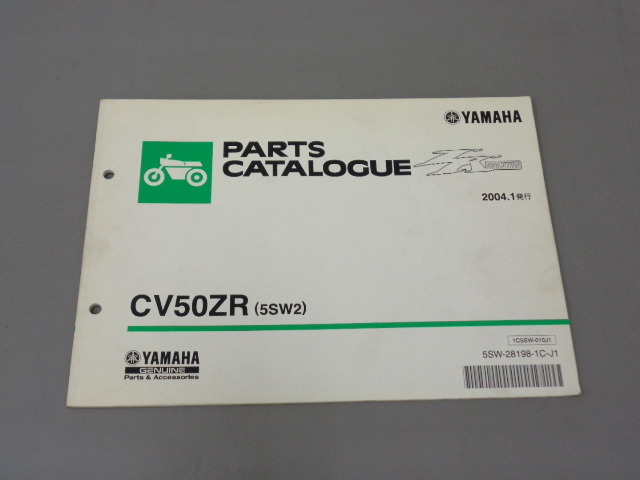 YAMAHA
PARTS
CATALOGUE
2004.1発行
CV50ZR (5SW2)
1C5SW-010J1
5SW-28198-1C-J1
YAMAHA
GENUINE
Parts & Accessories